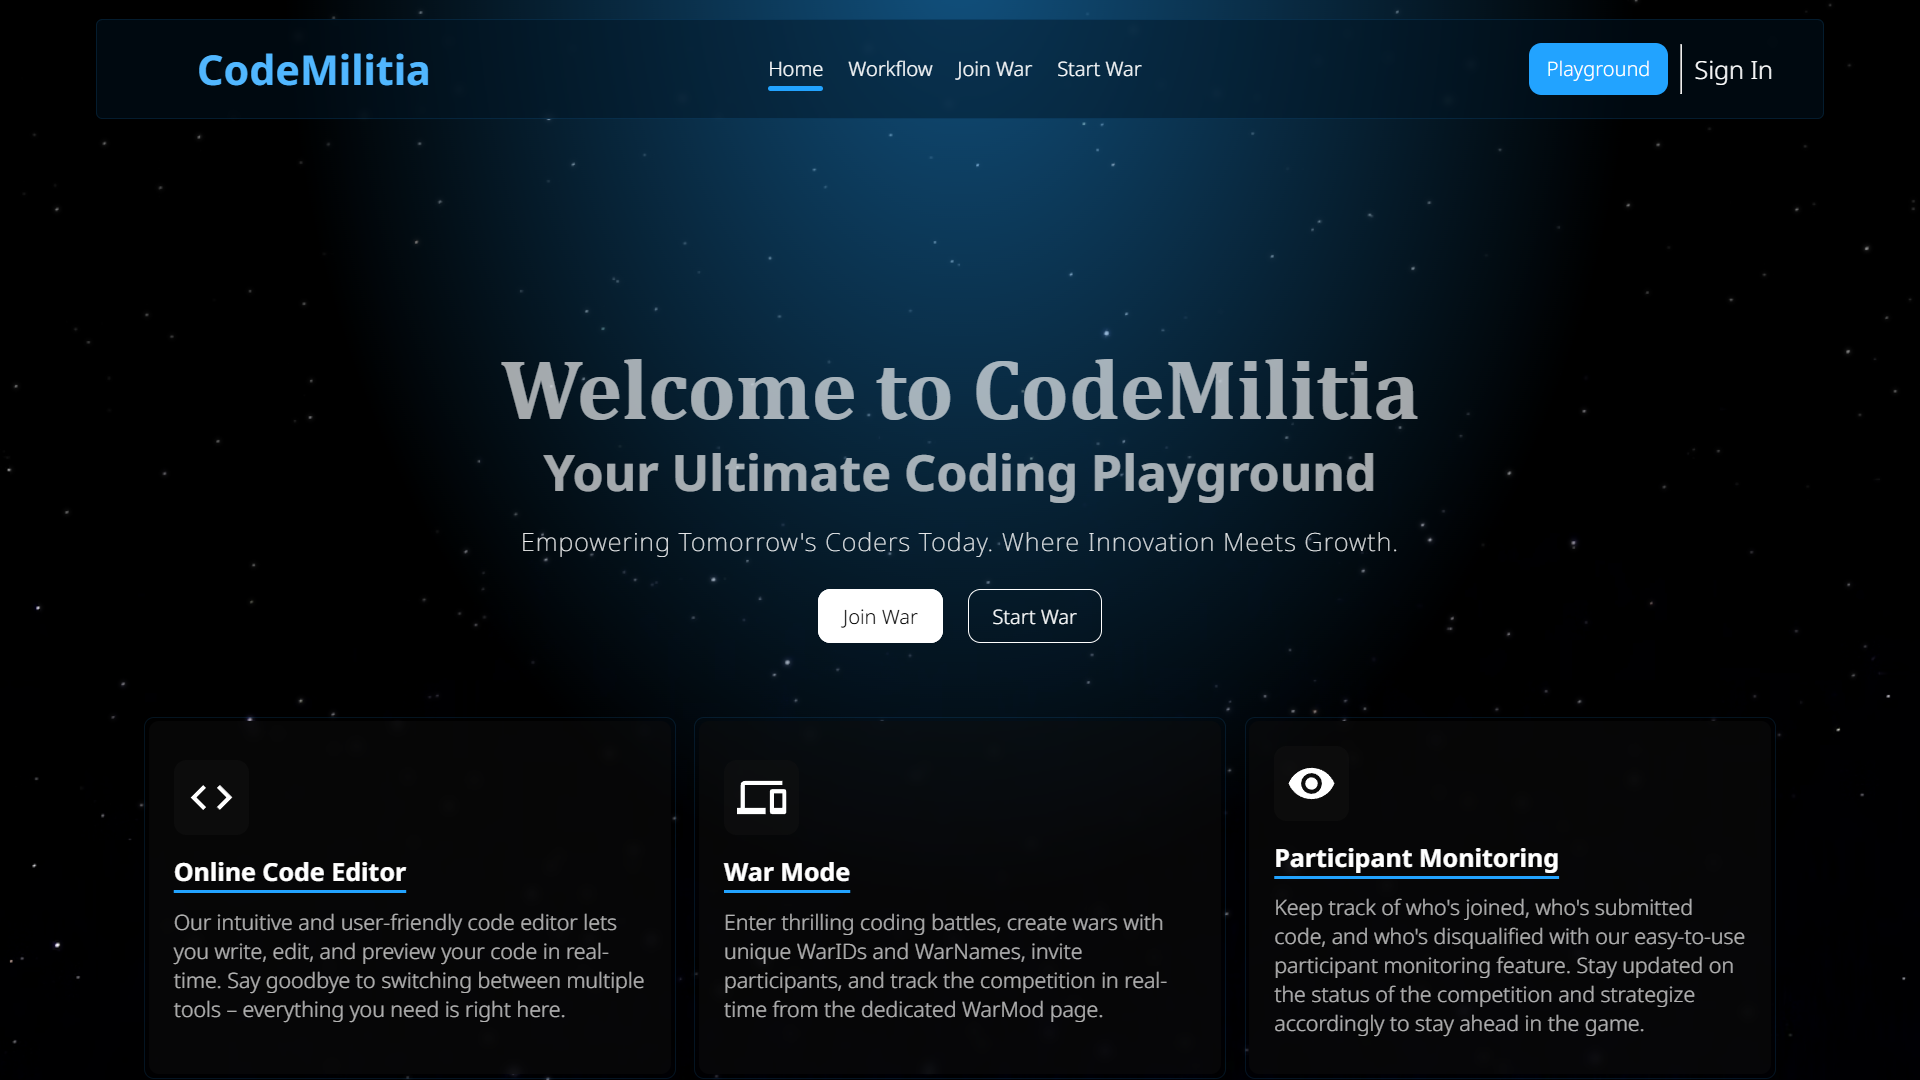 CodeMilitia
Home
Workflow
Join War
Start War
Playground
Sign In
Welcome to CodeMilitia
Your Ultimate Coding Playground
Empowering Tomorrow's Coders Today. Where Innovation Meets Growth.
Join War
Start War
Online Code Editor
Our intuitive and user-friendly code editor lets
you write, edit, and preview your code in real-
time. Say goodbye to switching between multiple
tools – everything you need is right here.
War Mode
Enter thrilling coding battles, create wars with
unique WarIDs and WarNames, invite
participants, and track the competition in real-
time from the dedicated WarMod page.
Participant Monitoring
Keep track of who's joined, who's submitted
code, and who's disqualified with our easy-to-use
participant monitoring feature. Stay updated on
the status of the competition and strategize
accordingly to stay ahead in the game.